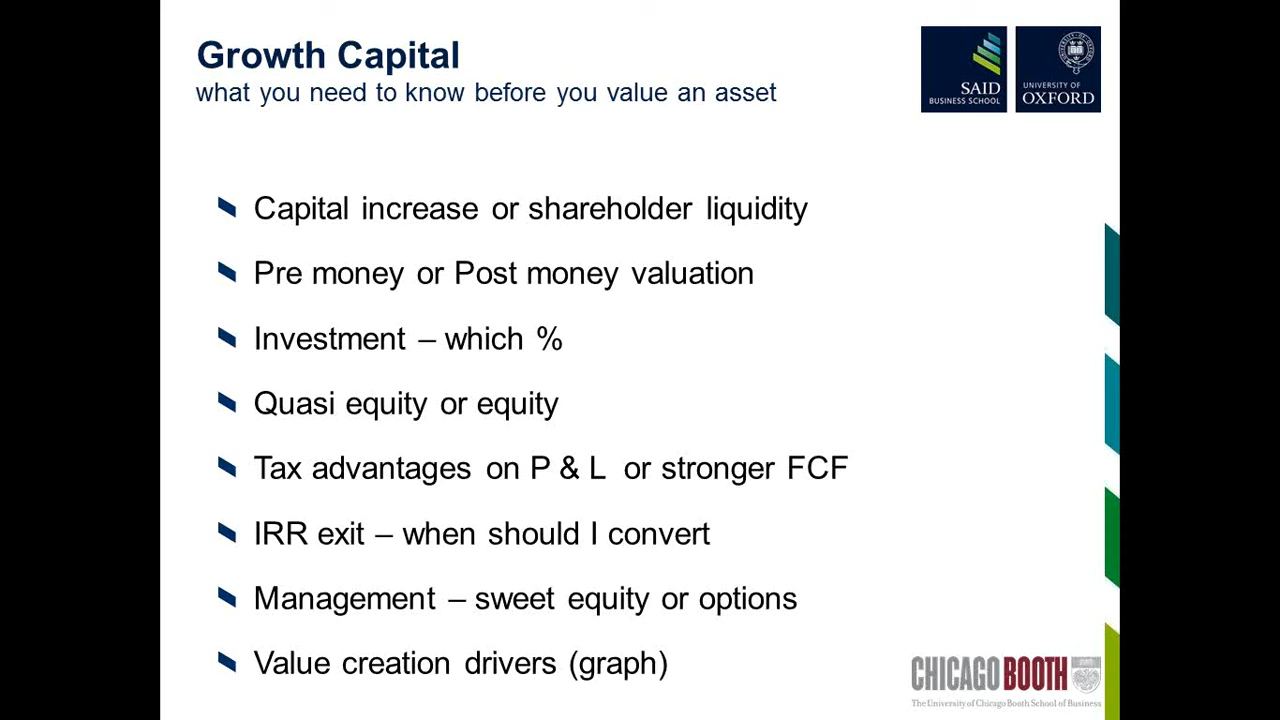 Growth Capital
what you need to know before you value an asset
SAID
BUSINESS SCHOOL
UNIVERSITY OF
OXFORD
Capital increase or shareholder liquidity
Pre money or Post money valuation
Investment – which %
Quasi equity or equity
Tax advantages on P & L or stronger FCF
IRR exit – when should I convert
Management – sweet equity or options
Value creation drivers (graph)
CHICAGO BOOTH
The University of Chicago Booth School of Business